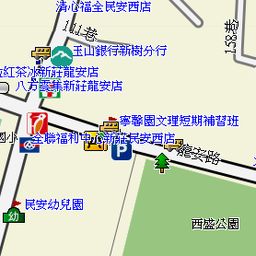 清心福全民安西店
111巷
158巷
玉山銀行新樹分行
紅茶冰新莊龍安店
八方雲集新莊龍安店
寧馨園文理短期補習班
全聯福利中心新莊民安西店
龍安路
P
民安幼兒園
幼
西盛公園